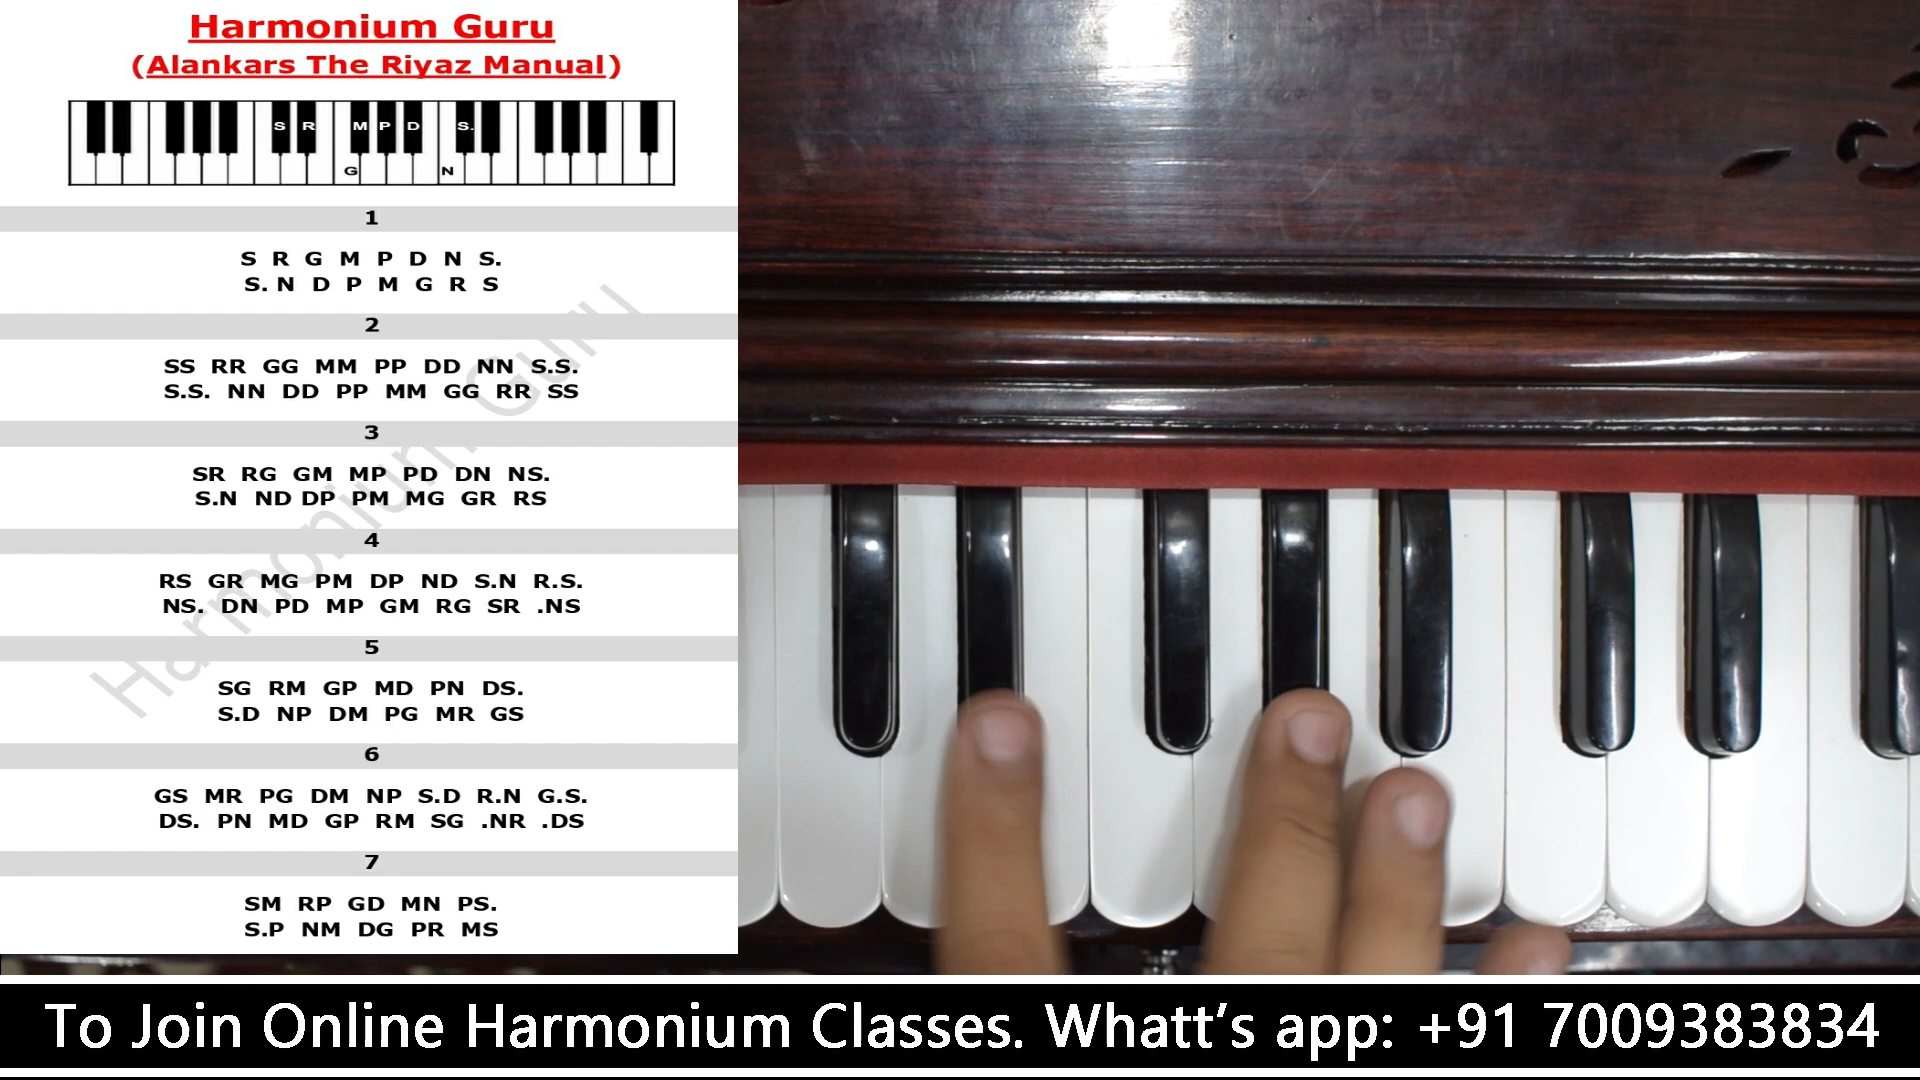 Harmonium Guru
(Alankars The Riyaz Manual)
S R M P D S.
G N
1
S R G M P D N S.
S. N D P M G R S
2
SS RR GG MM PP DD NN S.S.
S.S. NN DD PP MM GG RR SS
3
SR RG GM MP PD DN NS.
S.N ND DP PM MG GR RS
4
RS GR MG PM DP ND S.N R.S.
NS. DN PD MP GM RG SR .NS
5
SG RM GP MD PN DS.
S.D NP DM PG MR GS
6
GS MR PG DM NP S.D R.N G.S.
DS. PN MD GP RM SG .NR .DS
7
SM RP GD MN PS.
S.P NM DG PR MS
Harmonium Guru
To Join Online Harmonium Classes. Whatt's app: +91 7009383834